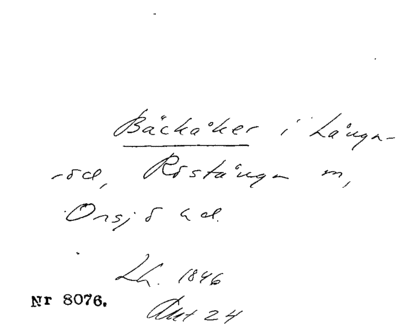 Bäckåker i Långa-
röd, Röstånga m,
Onsjö hd.
Lh. 1846
Nr 8076.
Akt 24